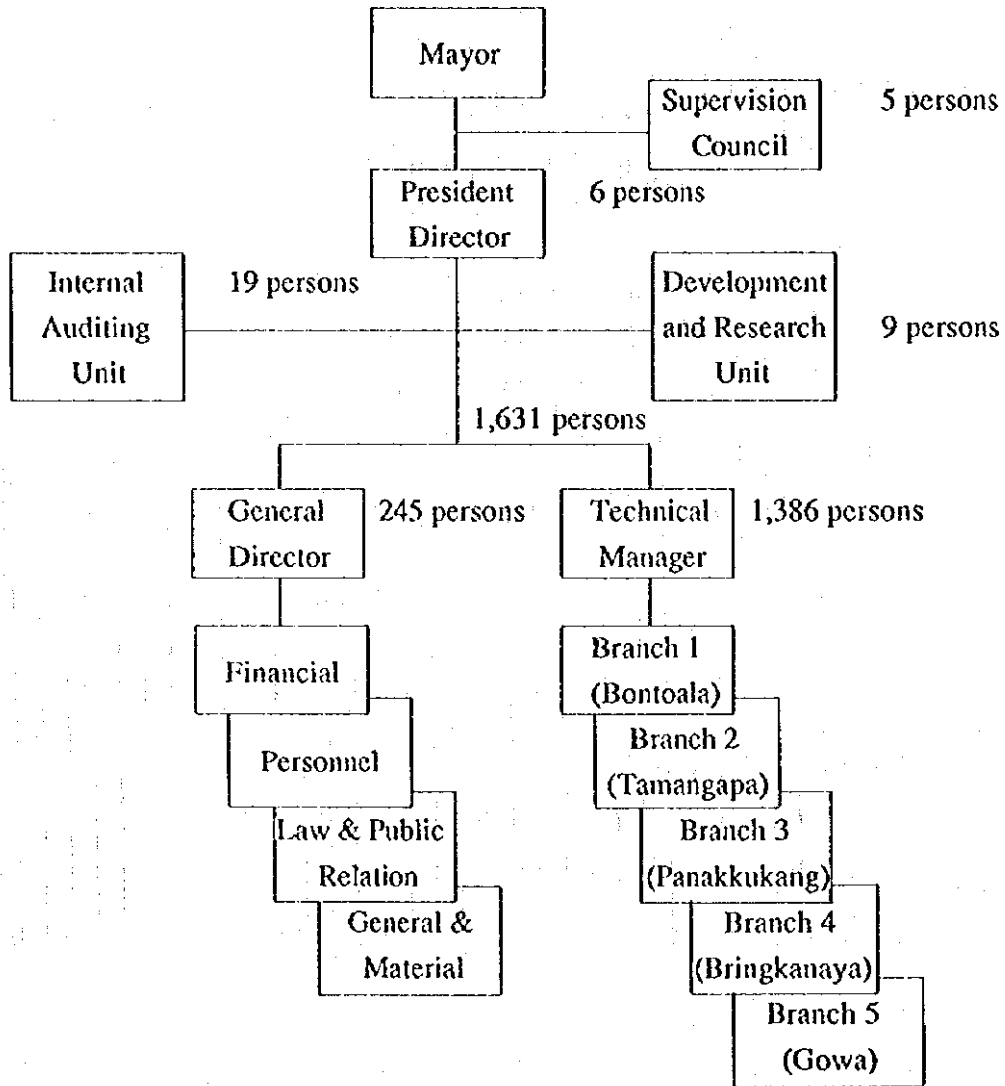 Mayor
Supervision
Council
5 persons
President
Director
6 persons
Internal
Auditing
Unit
19 persons
Development
and Research
Unit
9 persons
1,631 persons
General
Director
245 persons
Technical
Manager
1,386 persons
Financial
Personnel
Law & Public
Relation
General &
Material
Branch 1
(Bontoala)
Branch 2
(Tamangapa)
Branch 3
(Panakkukang)
Branch 4
(Bringkanaya)
Branch 5
(Gowa)